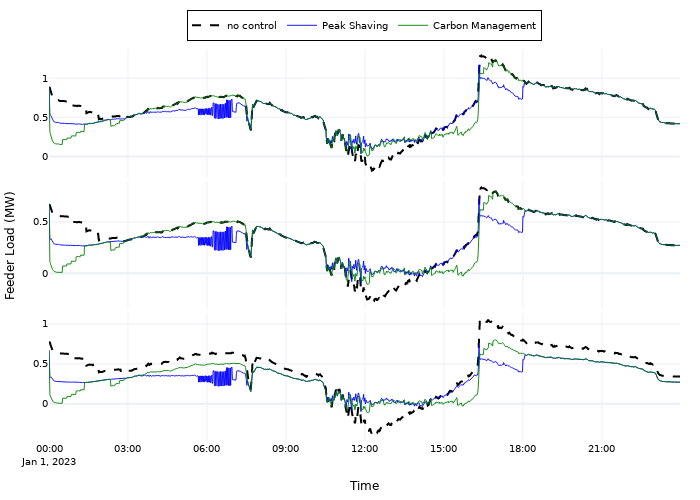 no control Peak Shaving Carbon Management
1
0.5
0
0.5
0
1
0.5
0
Feeder Load (MW)
00:00 03:00 06:00 09:00 12:00 15:00 18:00 21:00
Jan 1, 2023
Time